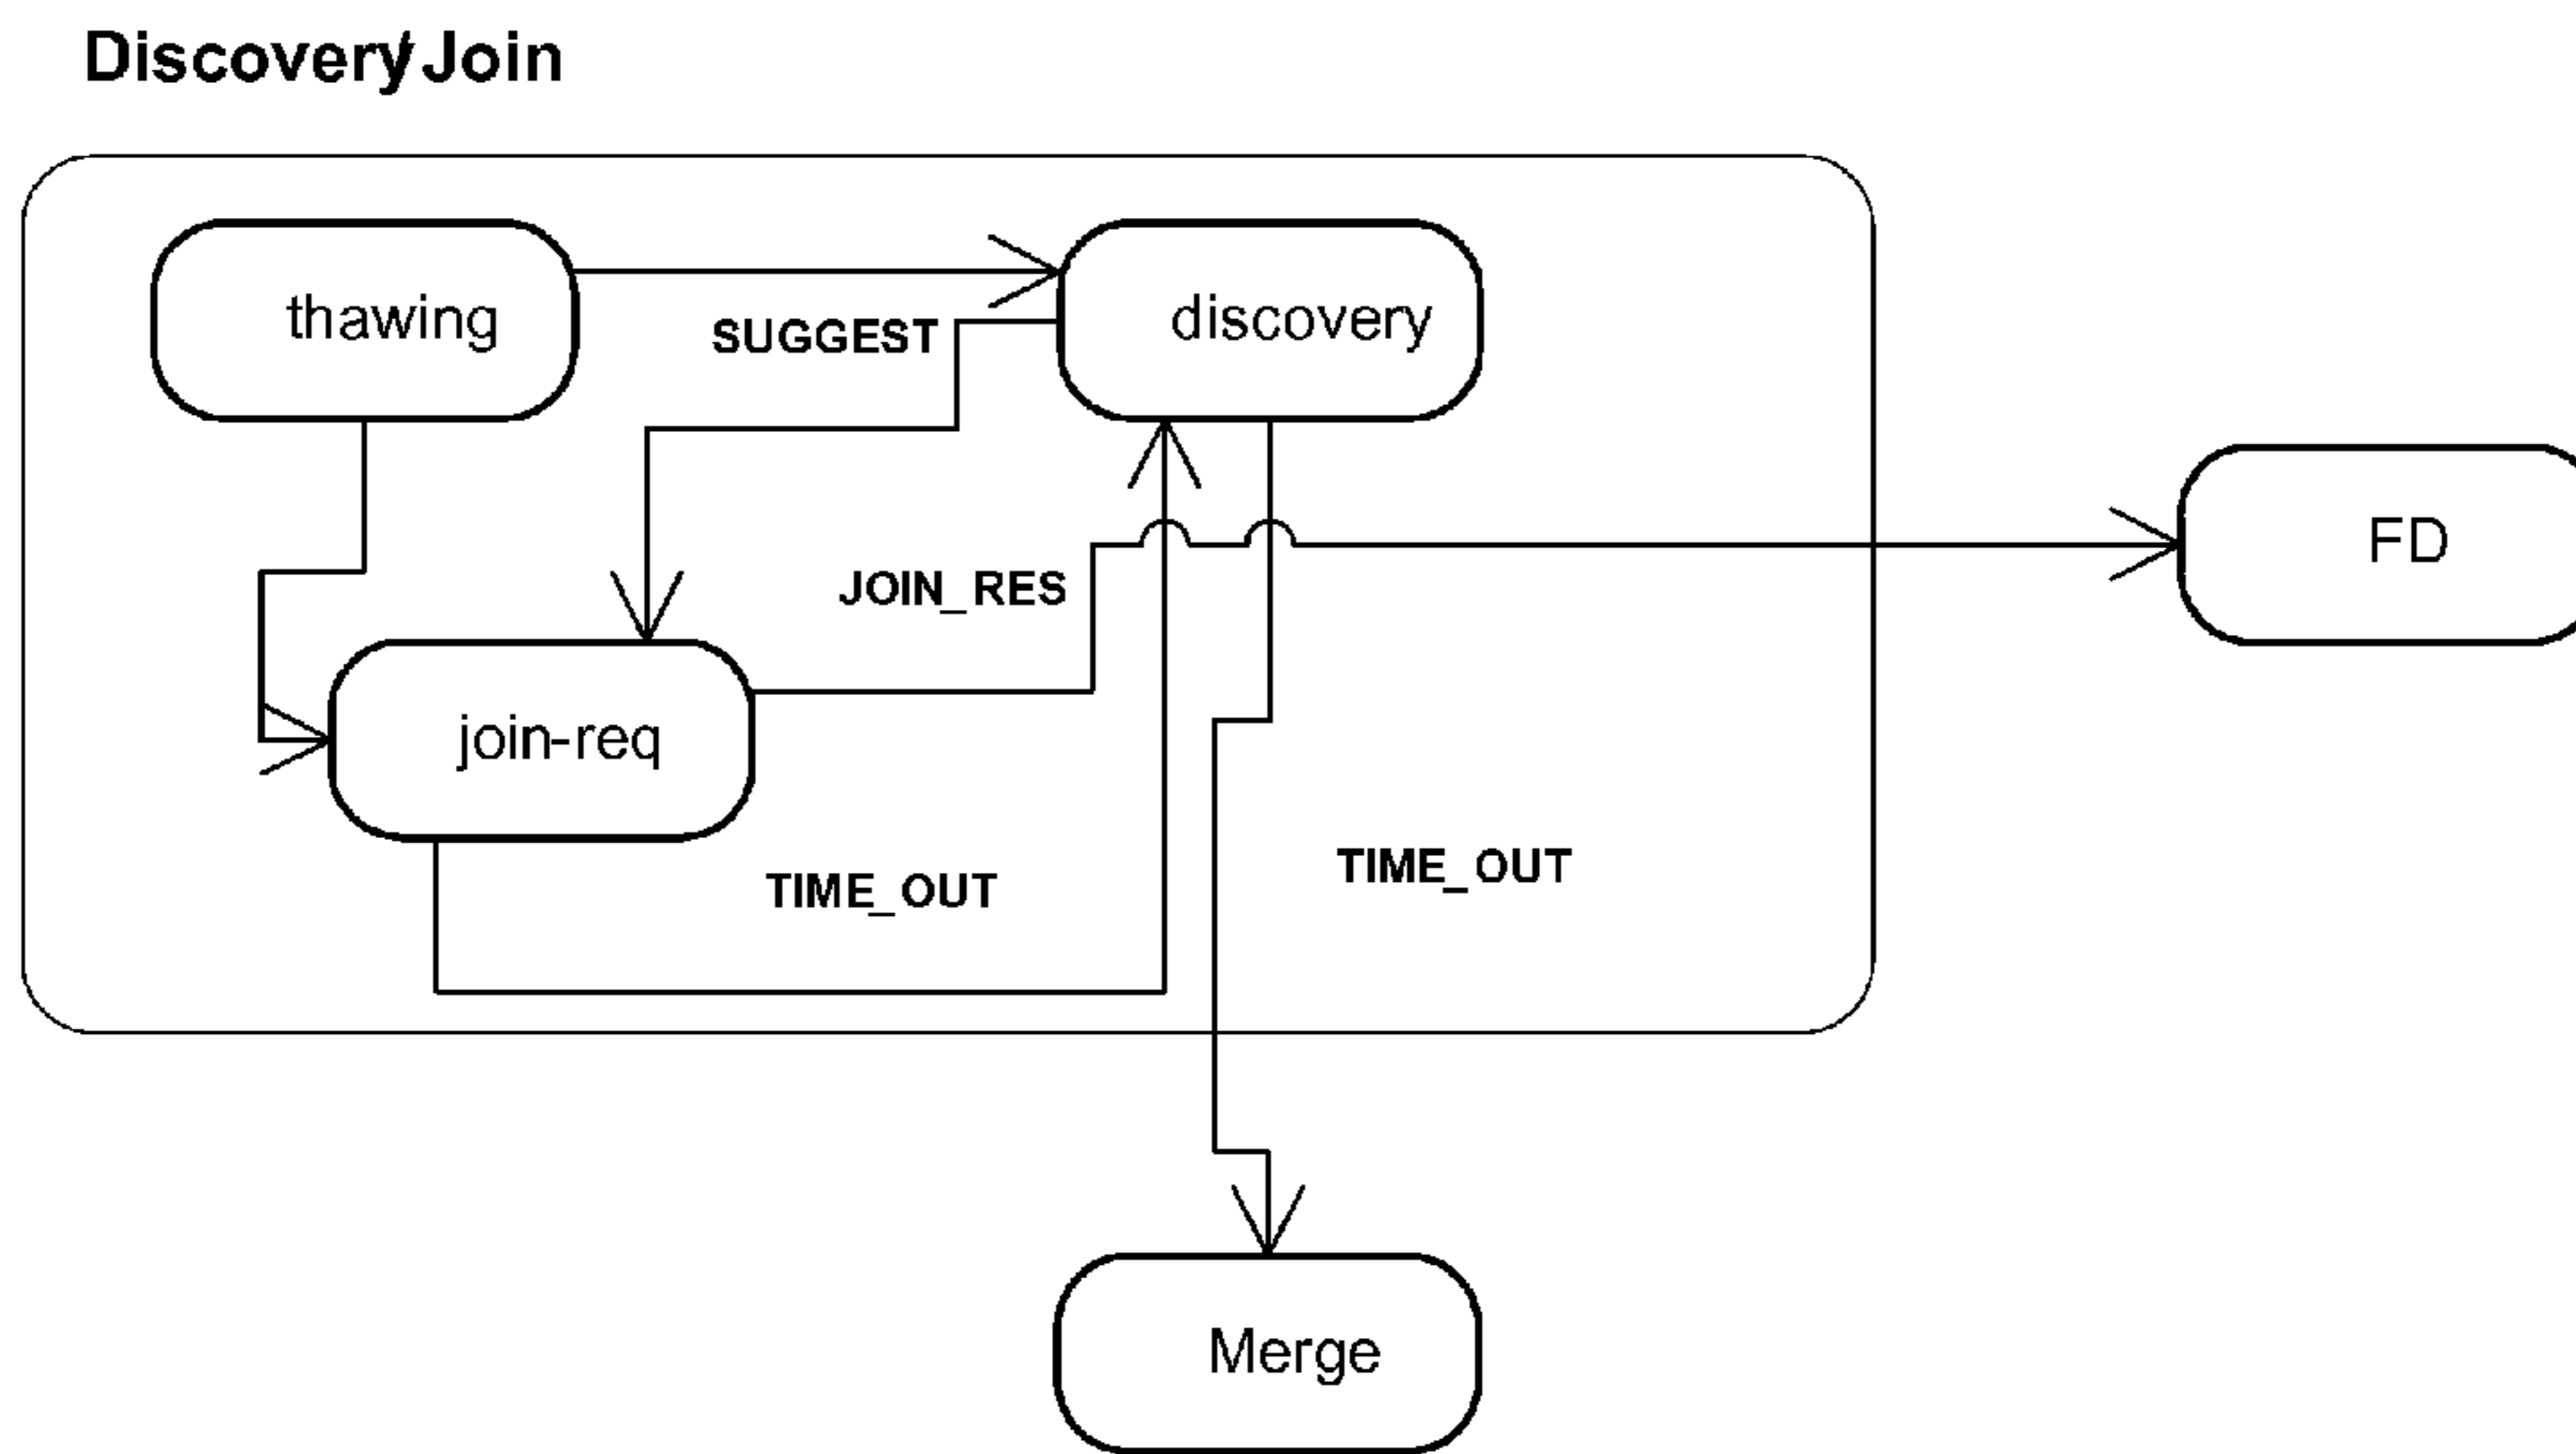 Discovery/Join
thawing
discovery
SUGGEST
FD
JOIN_RES
join-req
TIME_OUT
TIME_OUT
Merge